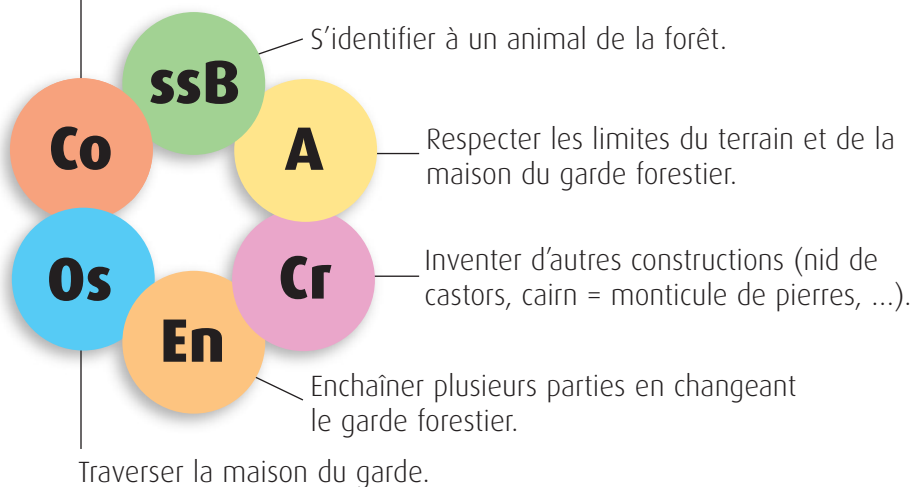 ssB
S’identifier à un animal de la forêt.
Co
A
Respecter les limites du terrain et de la
maison du garde forestier.
Os
Cr
Inventer d’autres constructions (nid de
castors, cairn = monticule de pierres, ...).
En
Enchaîner plusieurs parties en changeant
le garde forestier.
Traverser la maison du garde.